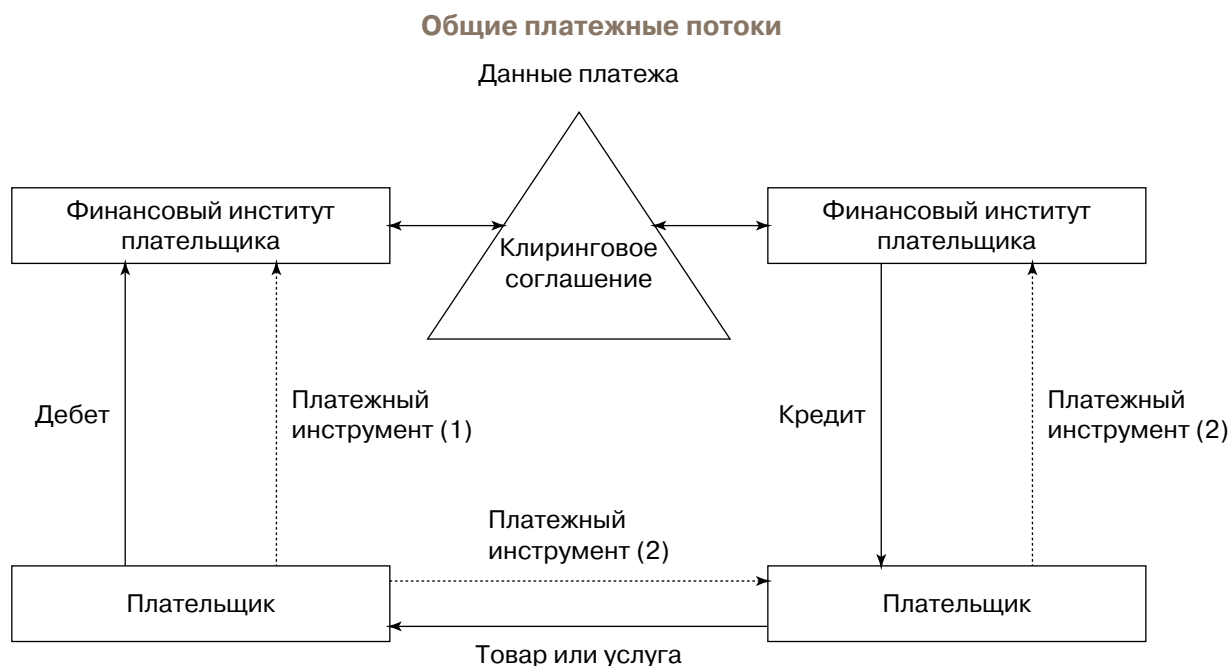 Общие платежные потоки
Данные платежа
Финансовый институт
плательщика
Клиринговое
соглашение
Финансовый институт
плательщика
Дебет
Платежный
инструмент (1)
Кредит
Платежный
инструмент (2)
Платежный
инструмент (2)
Плательщик
Плательщик
Товар или услуга